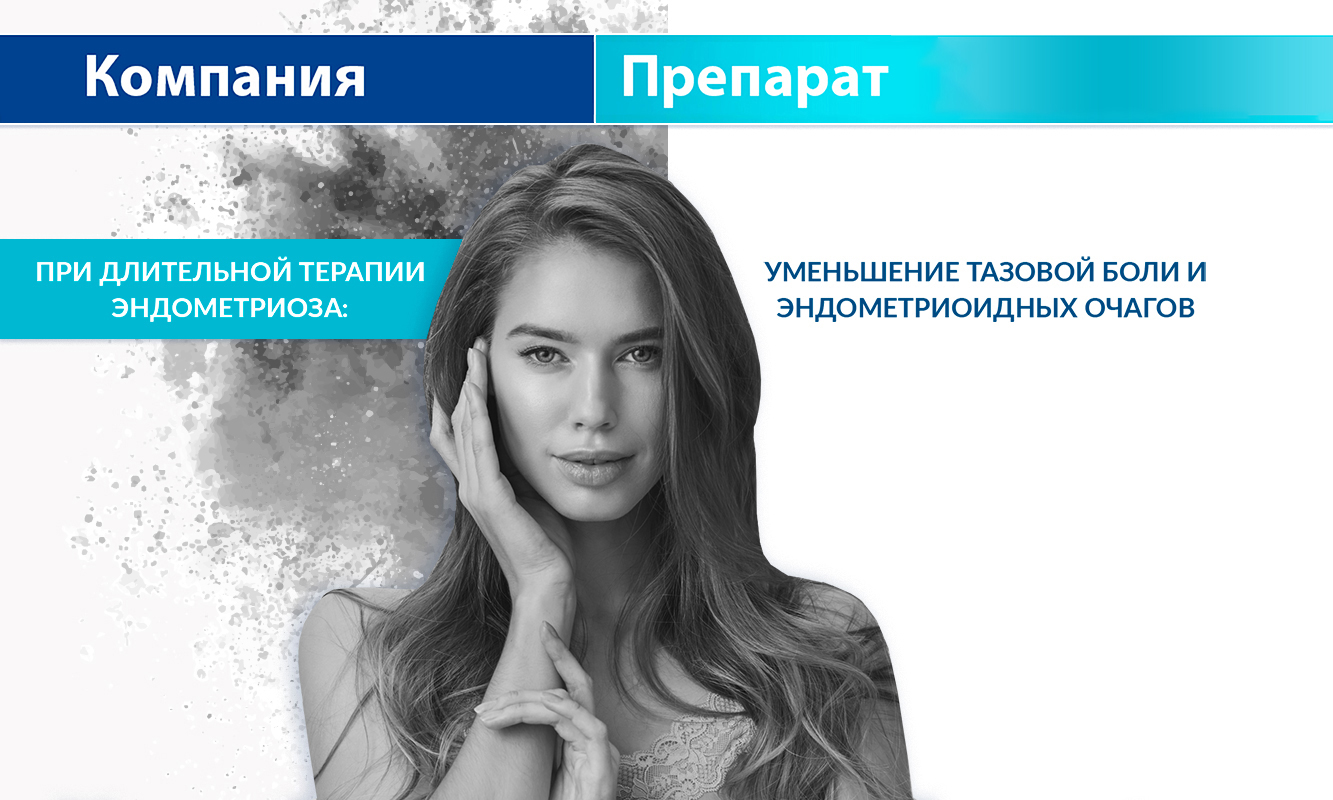 Компания
Препарат
ПРИ ДЛИТЕЛЬНОЙ ТЕРАПИИ
ЭНДОМЕТРИОЗА:
УМЕНЬШЕНИЕ ТАЗОВОЙ БОЛИ И
ЭНДОМЕТРИОИДНЫХ ОЧАГОВ